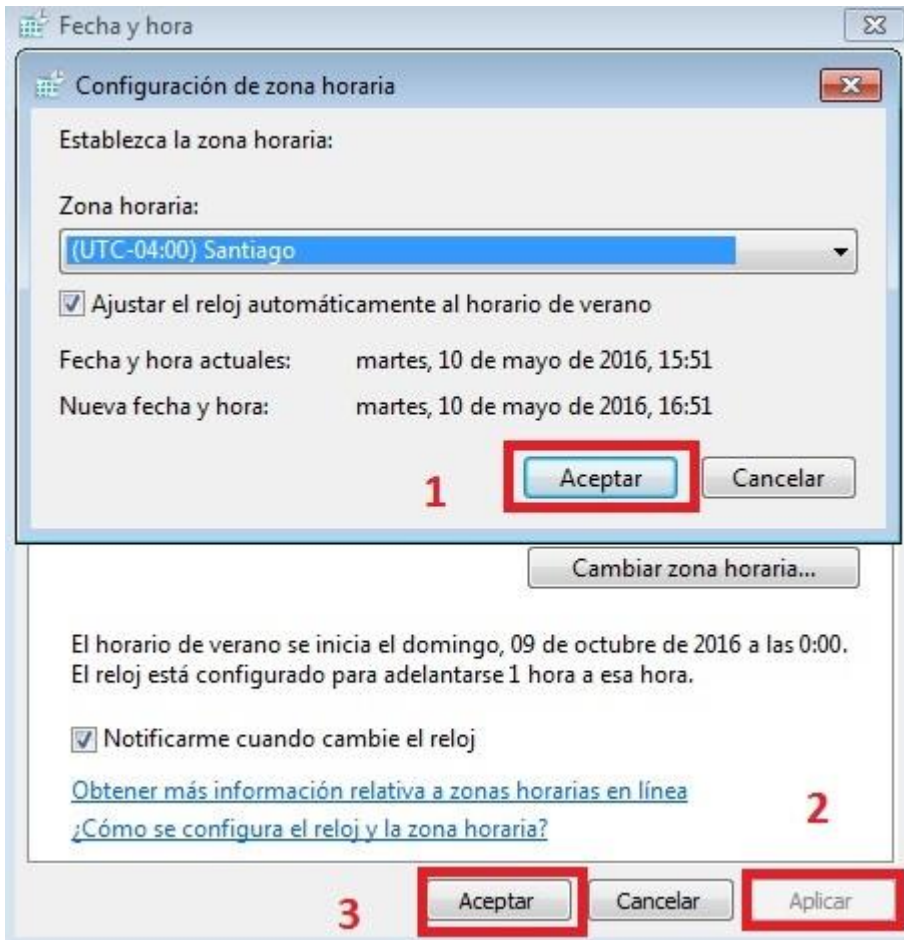 Fecha y hora
Configuración de zona horaria
Establezca la zona horaria:
Zona horaria:
(UTC-04:00) Santiago
Ajustar el reloj automáticamente al horario de verano
Fecha y hora actuales: martes, 10 de mayo de 2016, 15:51
Nueva fecha y hora: martes, 10 de mayo de 2016, 16:51
1 Aceptar Cancelar
Cambiar zona horaria...
El horario de verano se inicia el domingo, 09 de octubre de 2016 a las 0:00.
El reloj está configurado para adelantarse 1 hora a esa hora.
Notificarme cuando cambie el reloj
Obtener más información relativa a zonas horarias en línea
¿Cómo se configura el reloj y la zona horaria?
2
3 Aceptar Cancelar Aplicar